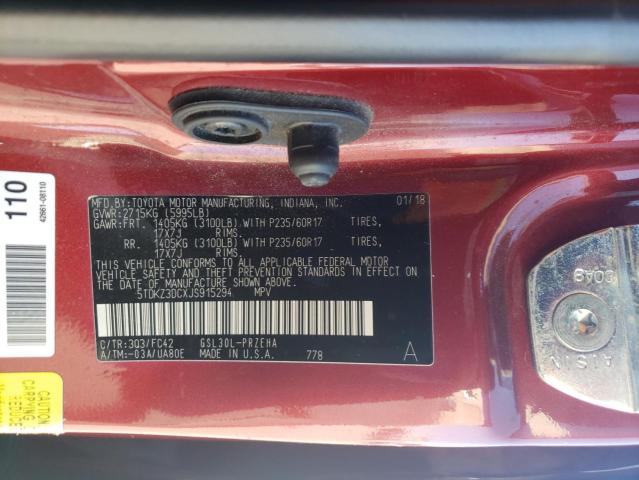 MFD.BY:TOYOTA MOTOR MANUFACTURING, INDIANA, INC. 01/18
GVWR:2715KG (5995LB)
GAWR:FRT. 1405KG (3100LB) WITH P235/60R17 TIRES,
17X7J RIMS.
RR. 1405KG (3100LB) WITH P235/60R17 TIRES,
17X7J RIMS.
THIS VEHICLE CONFORMS TO ALL APPLICABLE FEDERAL MOTOR
VEHICLE SAFETY AND THEFT PREVENTION STANDARDS IN EFFECT
ON THE DATE OF MANUFACTURE SHOWN ABOVE.
5TDKZ3DCXJS915294 MPV
C/TR:3Q3/FC42 GSL30L-PRZEHA
A/TM:-03A/UA80E MADE IN U.S.A. 778 A
110
42661-08110
CAUTION
AISIN